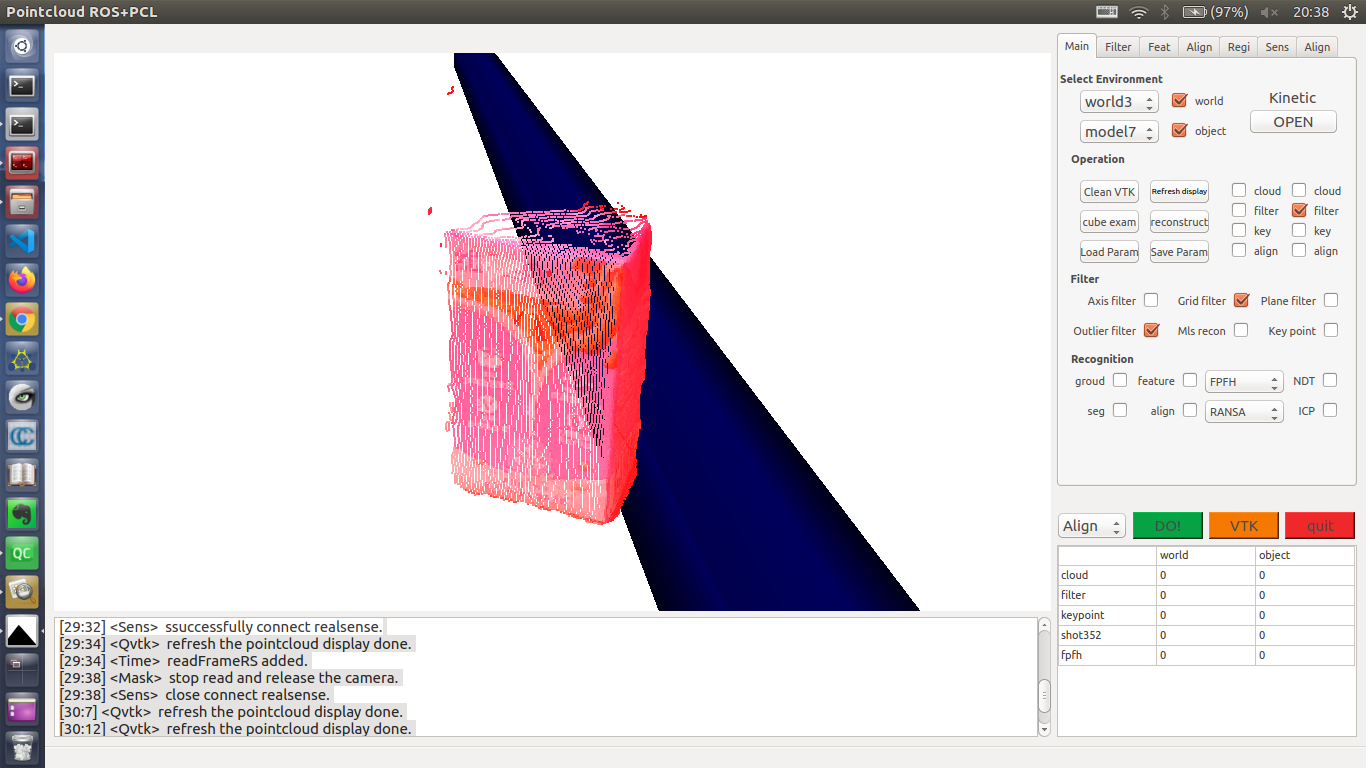 Pointcloud ROS+PCL
(97%) 20:38
Main Filter Feat Align Regi Sens Align
Select Environment
world3 world Kinetic
model7 object OPEN
Operation
Clean VTK Refresh display cloud cloud
filter filter
cube exam reconstruct key key
Load Param Save Param align align
Filter
Axis filter Grid filter Plane filter
Outlier filter Mls recon Key point
Recognition
groud feature FPFH NDT
seg align RANSA ICP
Align DO! VTK quit
world object
cloud 0 0
filter 0 0
keypoint 0 0
shot352 0 0
fpfh 0 0
[29:32] <Sens> ssuccessfully connect realsense.
[29:34] <Qvtk> refresh the pointcloud display done.
[29:34] <Time> readFrameRS added.
[29:38] <Mask> stop read and release the camera.
[29:38] <Sens> close connect realsense.
[30:7] <Qvtk> refresh the pointcloud display done.
[30:12] <Qvtk> refresh the pointcloud display done.
QC